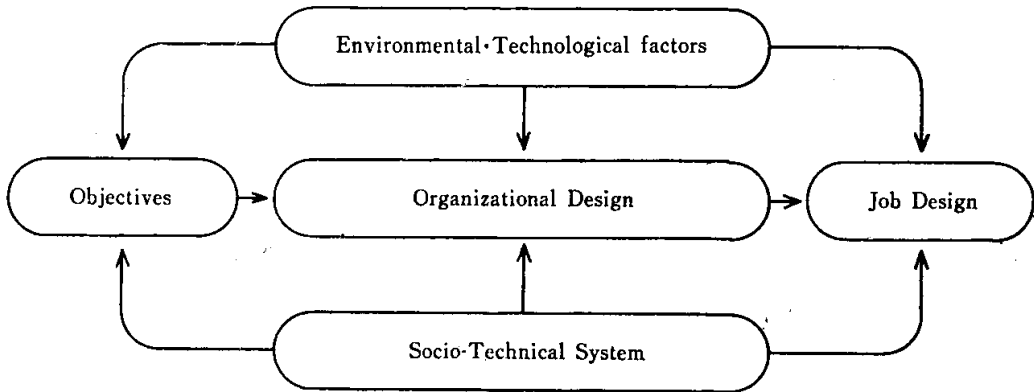 Environmental·Technological factors
Objectives
Organizational Design
Job Design
Socio-Technical System